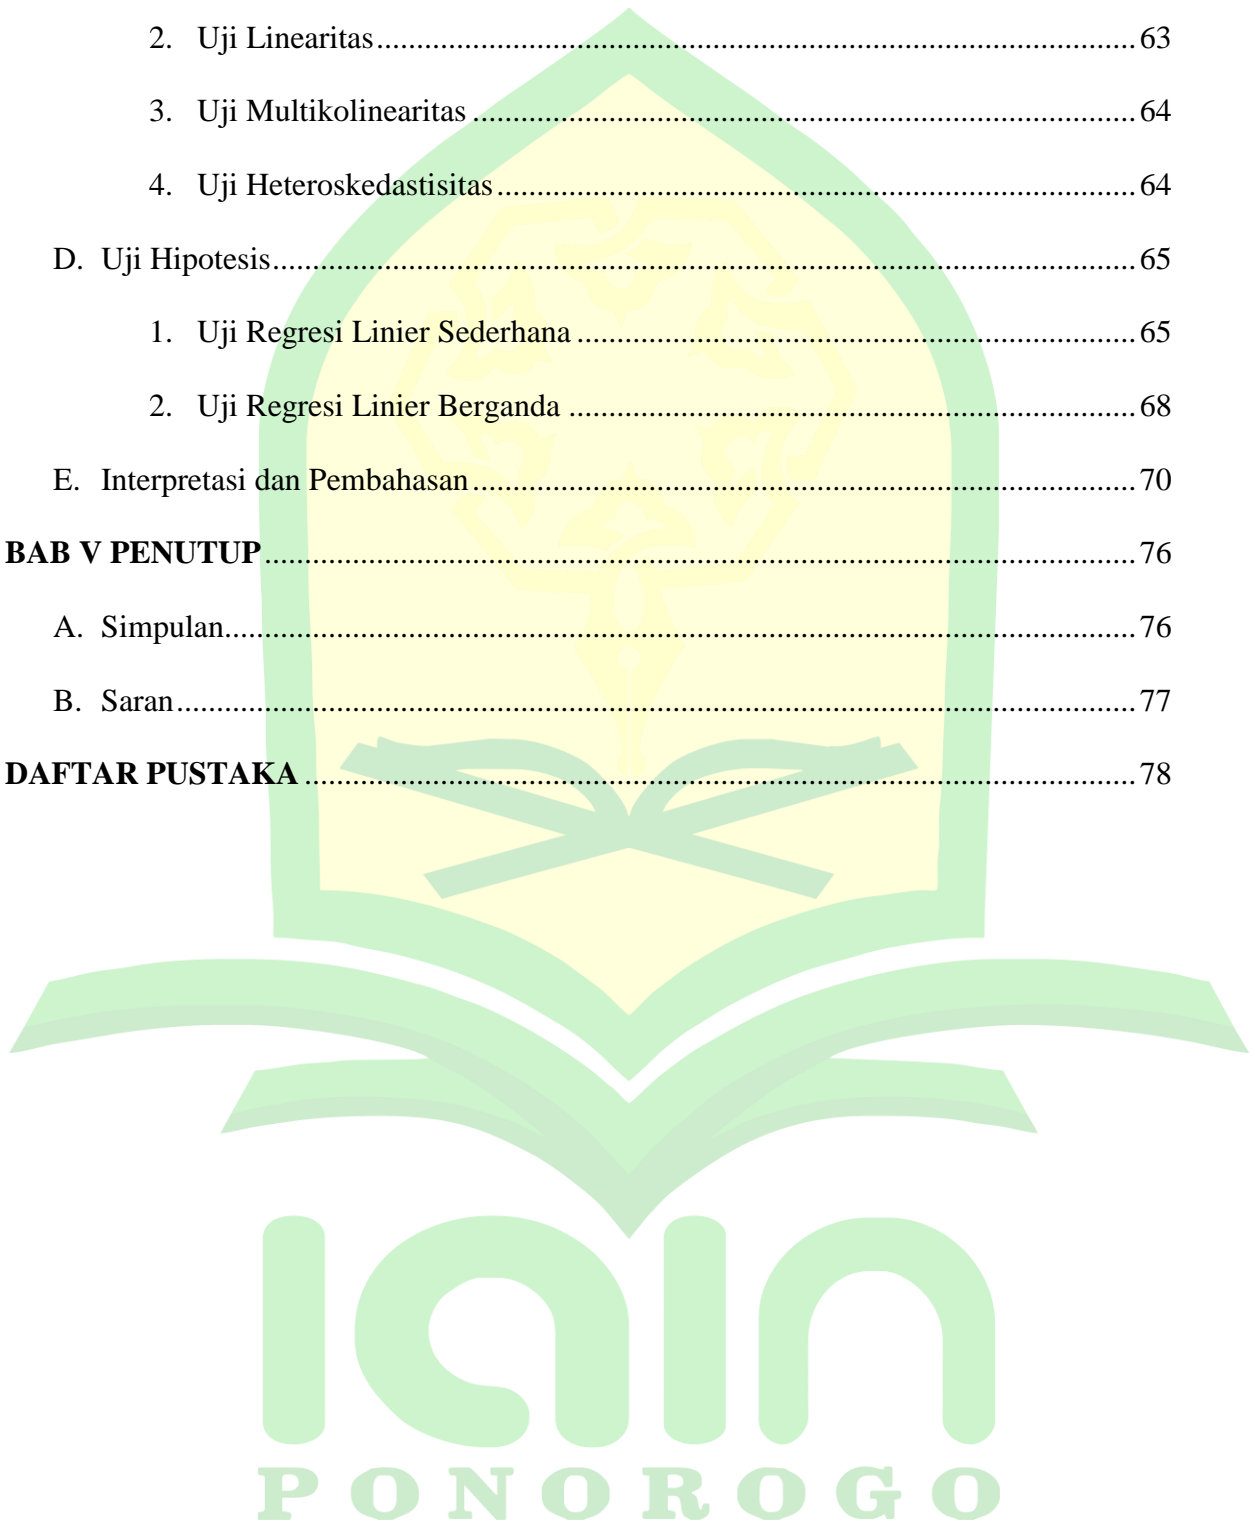 2. Uji Linearitas........................................................................................................ 63
3. Uji Multikolinearitas ........................................................................................... 64
4. Uji Heteroskedastisitas ........................................................................................ 64
D. Uji Hipotesis........................................................................................................ 65
1. Uji Regresi Linier Sederhana ............................................................................. 65
2. Uji Regresi Linier Berganda .............................................................................. 68
E. Interpretasi dan Pembahasan ........................................................................................... 70
BAB V PENUTUP........................................................................................................ 76
A. Simpulan........................................................................................................ 76
B. Saran........................................................................................................ 77
DAFTAR PUSTAKA ........................................................................................................ 78
iain
PONOROGO